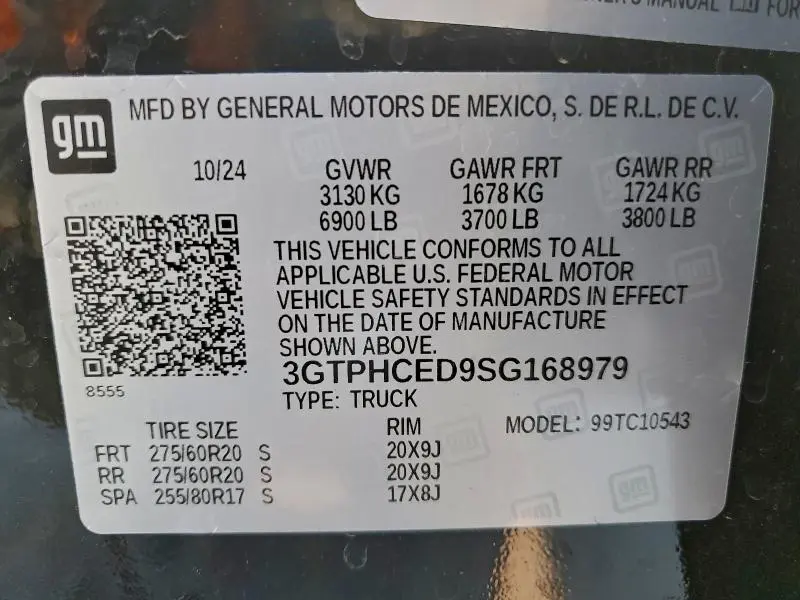 NER'S MANUAL
FOR
gm
MFD BY GENERAL MOTORS DE MEXICO, S. DE R.L. DE C.V.
10/24 GVWR GAWR FRT GAWR RR
3130 KG 1678 KG 1724 KG
6900 LB 3700 LB 3800 LB
THIS VEHICLE CONFORMS TO ALL
APPLICABLE U.S. FEDERAL MOTOR
VEHICLE SAFETY STANDARDS IN EFFECT
ON THE DATE OF MANUFACTURE
SHOWN ABOVE.
8555
3GTPHCED9SG168979
TYPE: TRUCK
TIRE SIZE RIM MODEL: 99TC10543
FRT 275/60R20 S 20X9J
RR 275/60R20 S 20X9J
SPA 255/80R17 S 17X8J